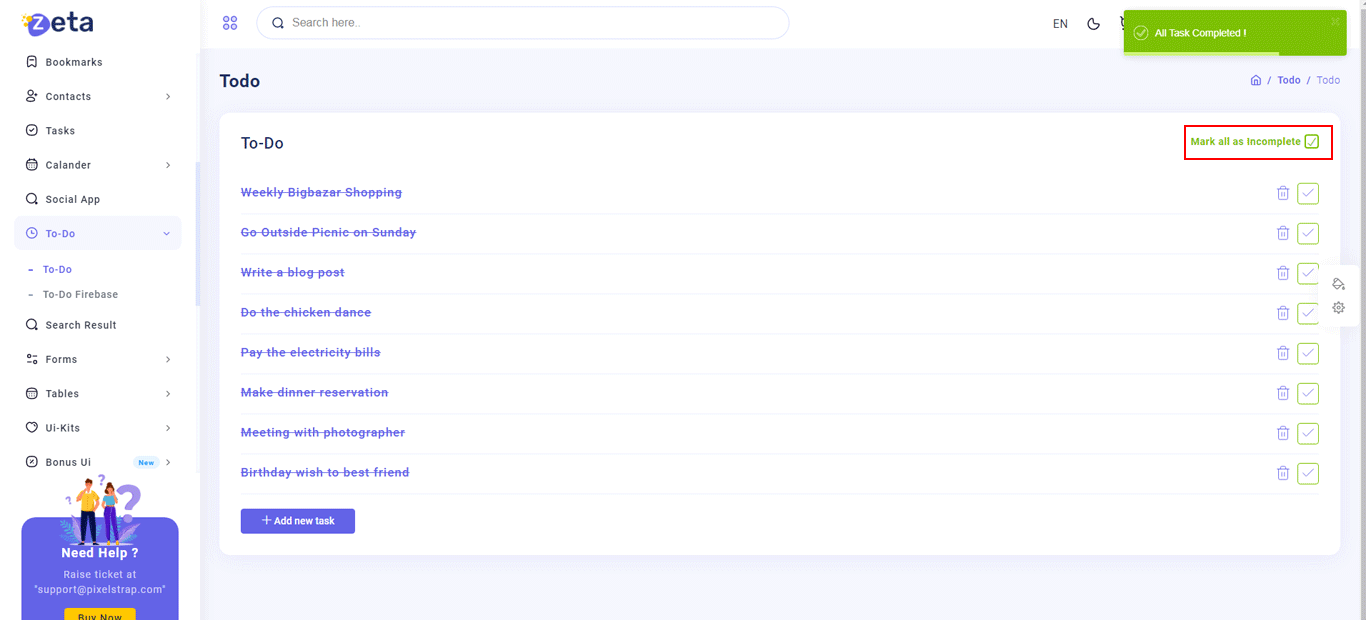 zeta
Search here..
EN
All Task Completed !
Bookmarks
Contacts
Tasks
Calander
Social App
To-Do
To-Do
To-Do Firebase
Search Result
Forms
Tables
Ui-Kits
Bonus Ui New
Need Help ?
Raise ticket at
"support@pixelstrap.com"
Buy Now
Todo
/ Todo / Todo
To-Do
Mark all as Incomplete
Weekly Bigbazar Shopping
Go Outside Picnic on Sunday
Write a blog post
Do the chicken dance
Pay the electricity bills
Make dinner reservation
Meeting with photographer
Birthday wish to best friend
+ Add new task